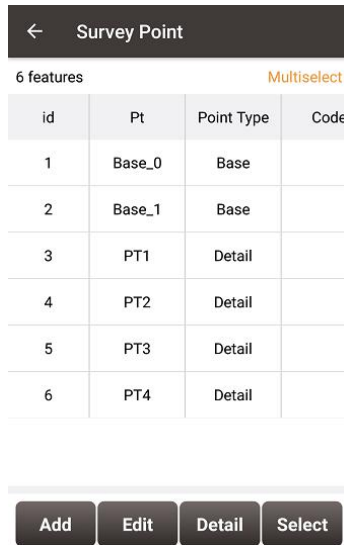 ← Survey Point
6 features Multiselect
id Pt Point Type Code
1 Base_0 Base
2 Base_1 Base
3 PT1 Detail
4 PT2 Detail
5 PT3 Detail
6 PT4 Detail
Add Edit Detail Select